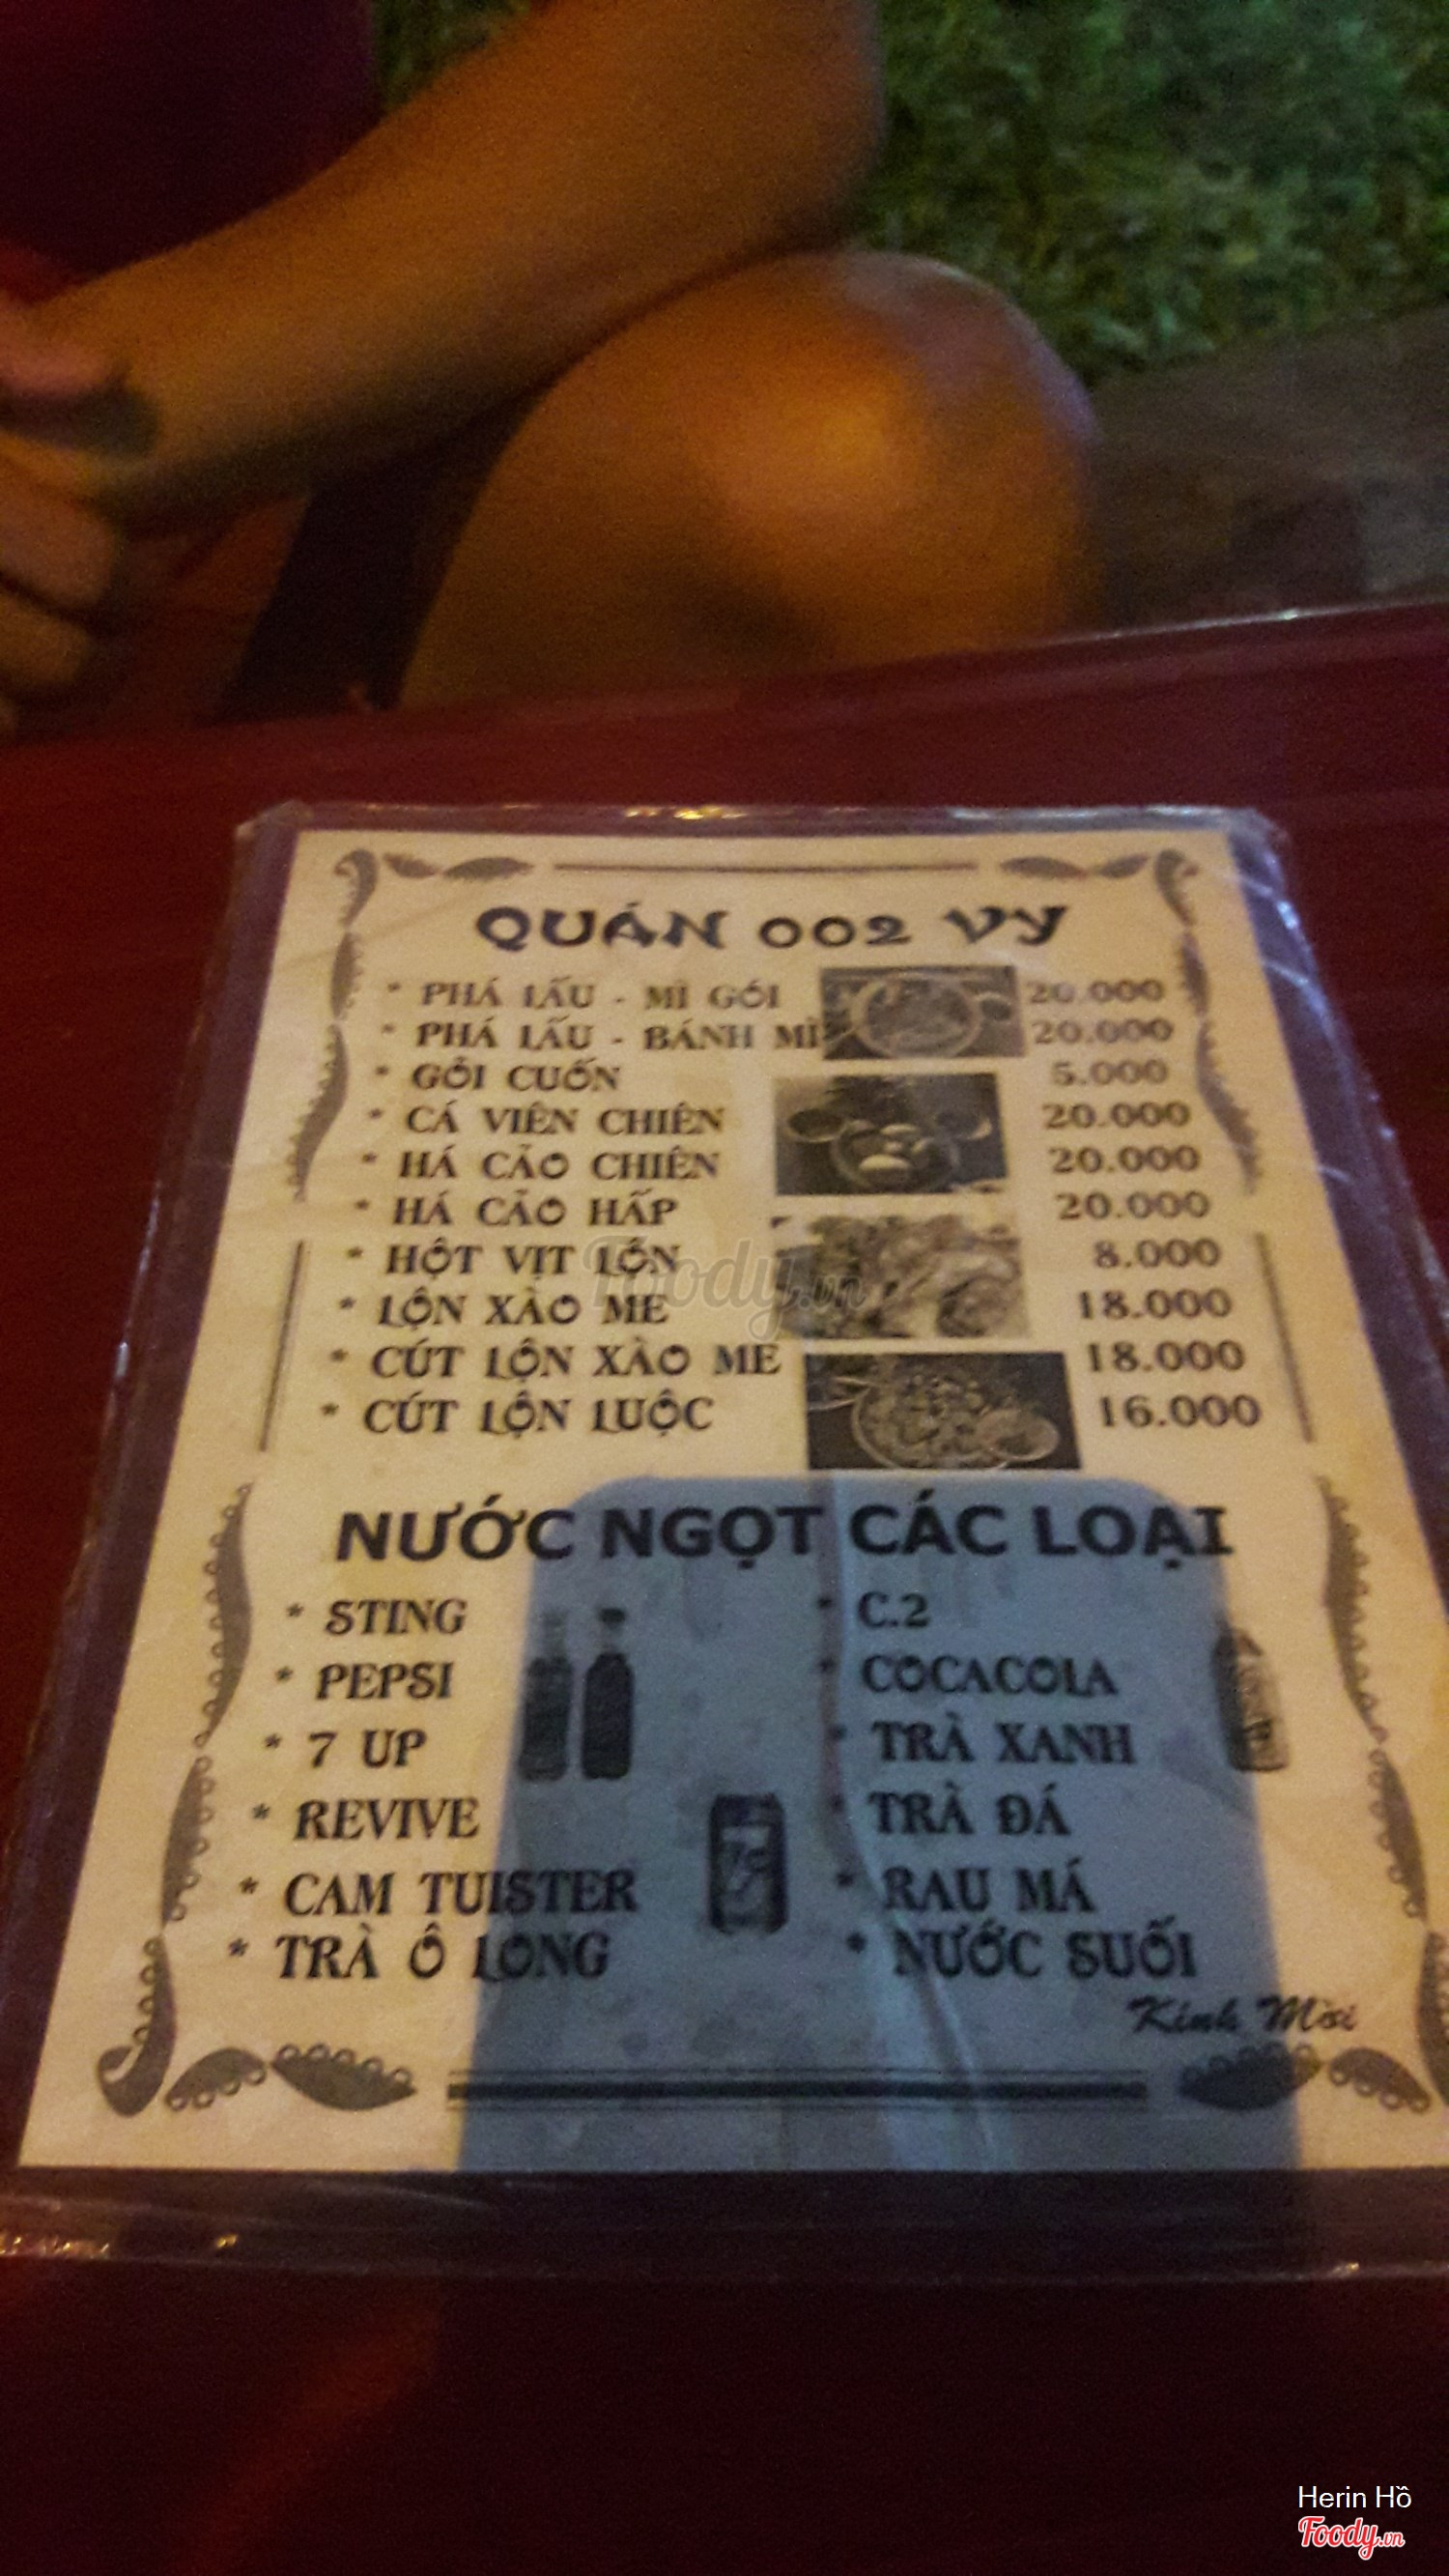 QUÁN 002 VY
* PHÁ LẤU - MÌ GÓI 20.000
* PHÁ LẤU - BÁNH MÌ 20.000
* GỎI CUỐN 5.000
* CÁ VIÊN CHIÊN 20.000
* HÁ CẢO CHIÊN 20.000
* HÁ CẢO HẤP 20.000
* HỘT VỊT LỘN 8.000
* LỘN XÀO ME 18.000
* CÚT LỘN XÀO ME 18.000
* CÚT LỘN LUỘC 16.000
NƯỚC NGỌT CÁC LOẠI
* STING
* PEPSI
* 7 UP
* REVIVE
* CAM TUISTER
* TRÀ Ô LONG
* C.2
* COCACOLA
* TRÀ XANH
* TRÀ ĐÁ
* RAU MÁ
* NƯỚC SUỐI
Kính Mời
Foody.vn
Herin Hồ
Foody.vn